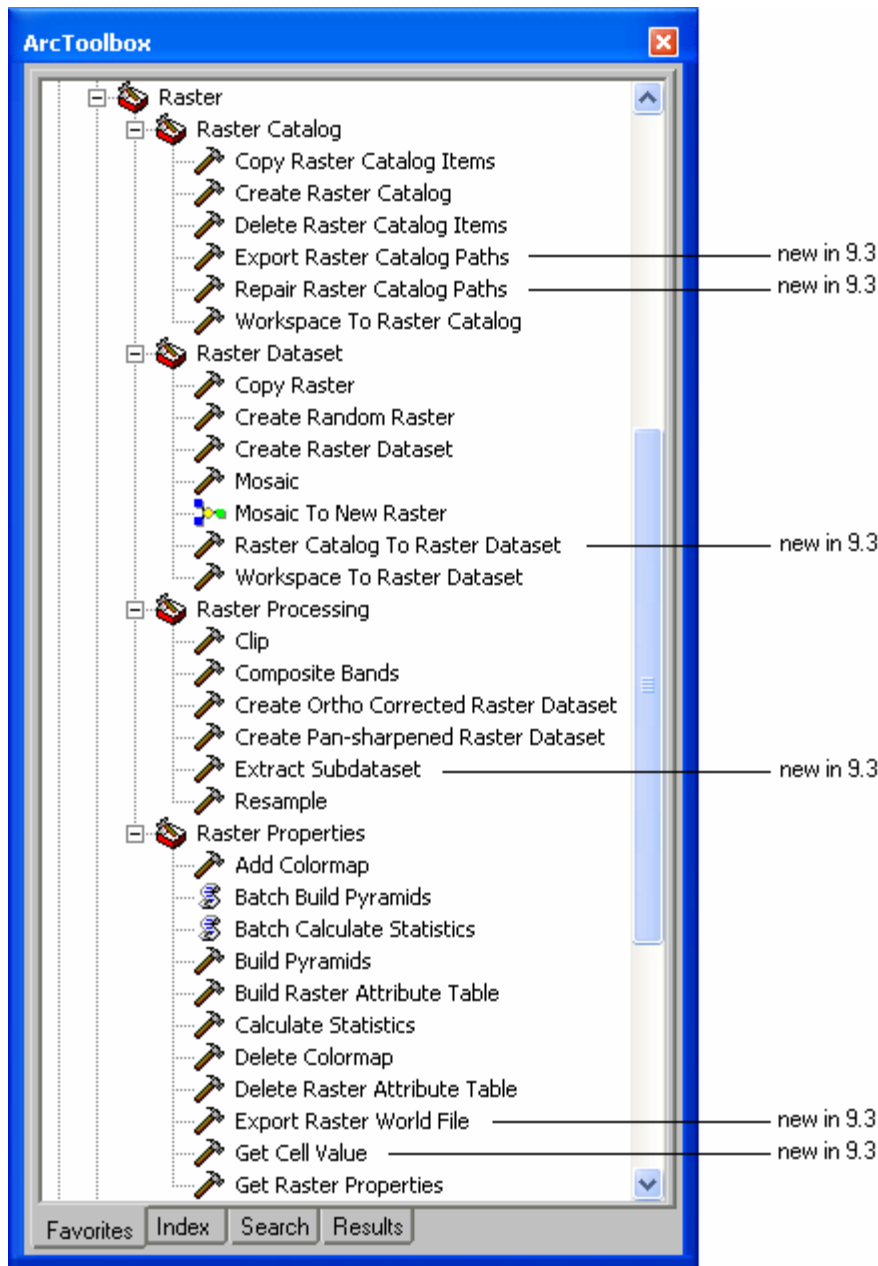 ArcToolbox
Raster
Raster Catalog
Copy Raster Catalog Items
Create Raster Catalog
Delete Raster Catalog Items
Export Raster Catalog Paths new in 9.3
Repair Raster Catalog Paths new in 9.3
Workspace To Raster Catalog
Raster Dataset
Copy Raster
Create Random Raster
Create Raster Dataset
Mosaic
Mosaic To New Raster
Raster Catalog To Raster Dataset new in 9.3
Workspace To Raster Dataset
Raster Processing
Clip
Composite Bands
Create Ortho Corrected Raster Dataset
Create Pan-sharpened Raster Dataset
Extract Subdataset new in 9.3
Resample
Raster Properties
Add Colormap
Batch Build Pyramids
Batch Calculate Statistics
Build Pyramids
Build Raster Attribute Table
Calculate Statistics
Delete Colormap
Delete Raster Attribute Table
Export Raster World File new in 9.3
Get Cell Value new in 9.3
Get Raster Properties
Favorites Index Search Results